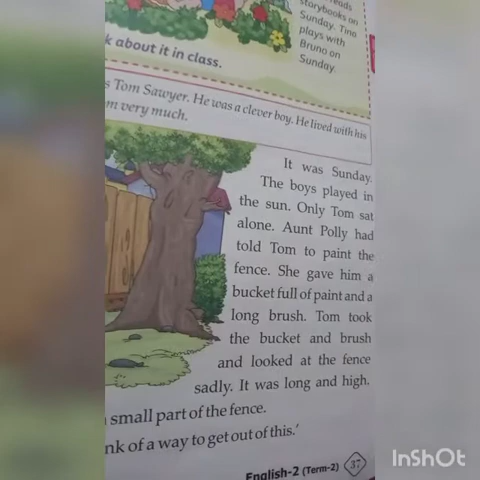 reads
storybooks on
Sunday. Tina
plays with
Bruno on
Sunday.
k about it in class.
s Tom Sawyer. He was a clever boy. He lived with his
m very much.
It was Sunday.
The boys played in
the sun. Only Tom sat
alone. Aunt Polly had
told Tom to paint the
fence. She gave him a
bucket full of paint and a
long brush. Tom took
the bucket and brush
and looked at the fence
sadly. It was long and high.
small part of the fence.
nk of a way to get out of this.'
English-2 (Term-2) 37
InShOt